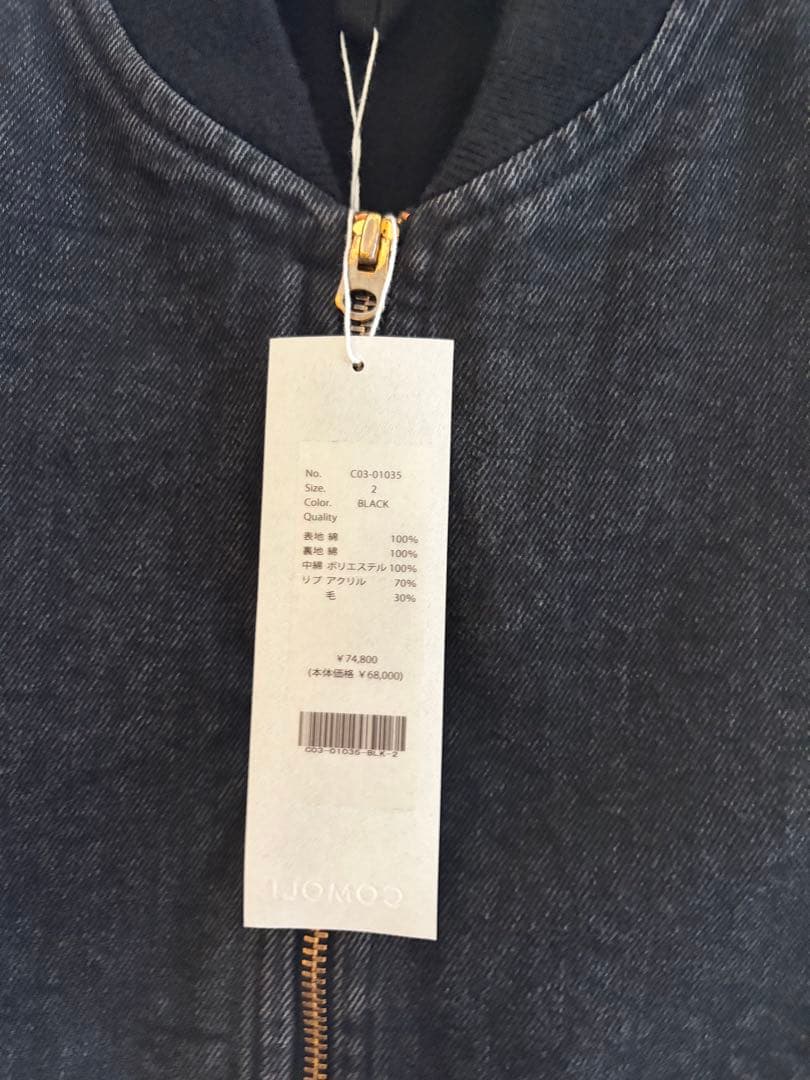 No. C03-01035
Size. 2
Color. BLACK
Quality
表地 綿 100%
裏地 綿 100%
中綿 ポリエステル 100%
リブ アクリル 70%
毛 30%
￥74,800
(本体価格 ￥68,000)
C03-01035-BLK-2
COMOLI